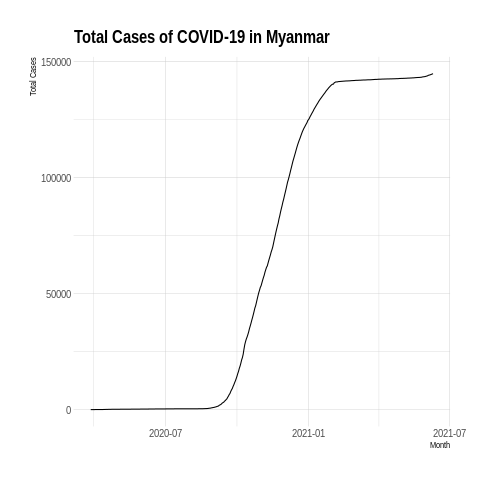 Total Cases of COVID-19 in Myanmar
Total Cases
150000
100000
50000
0
2020-07
2021-01
2021-07
Month